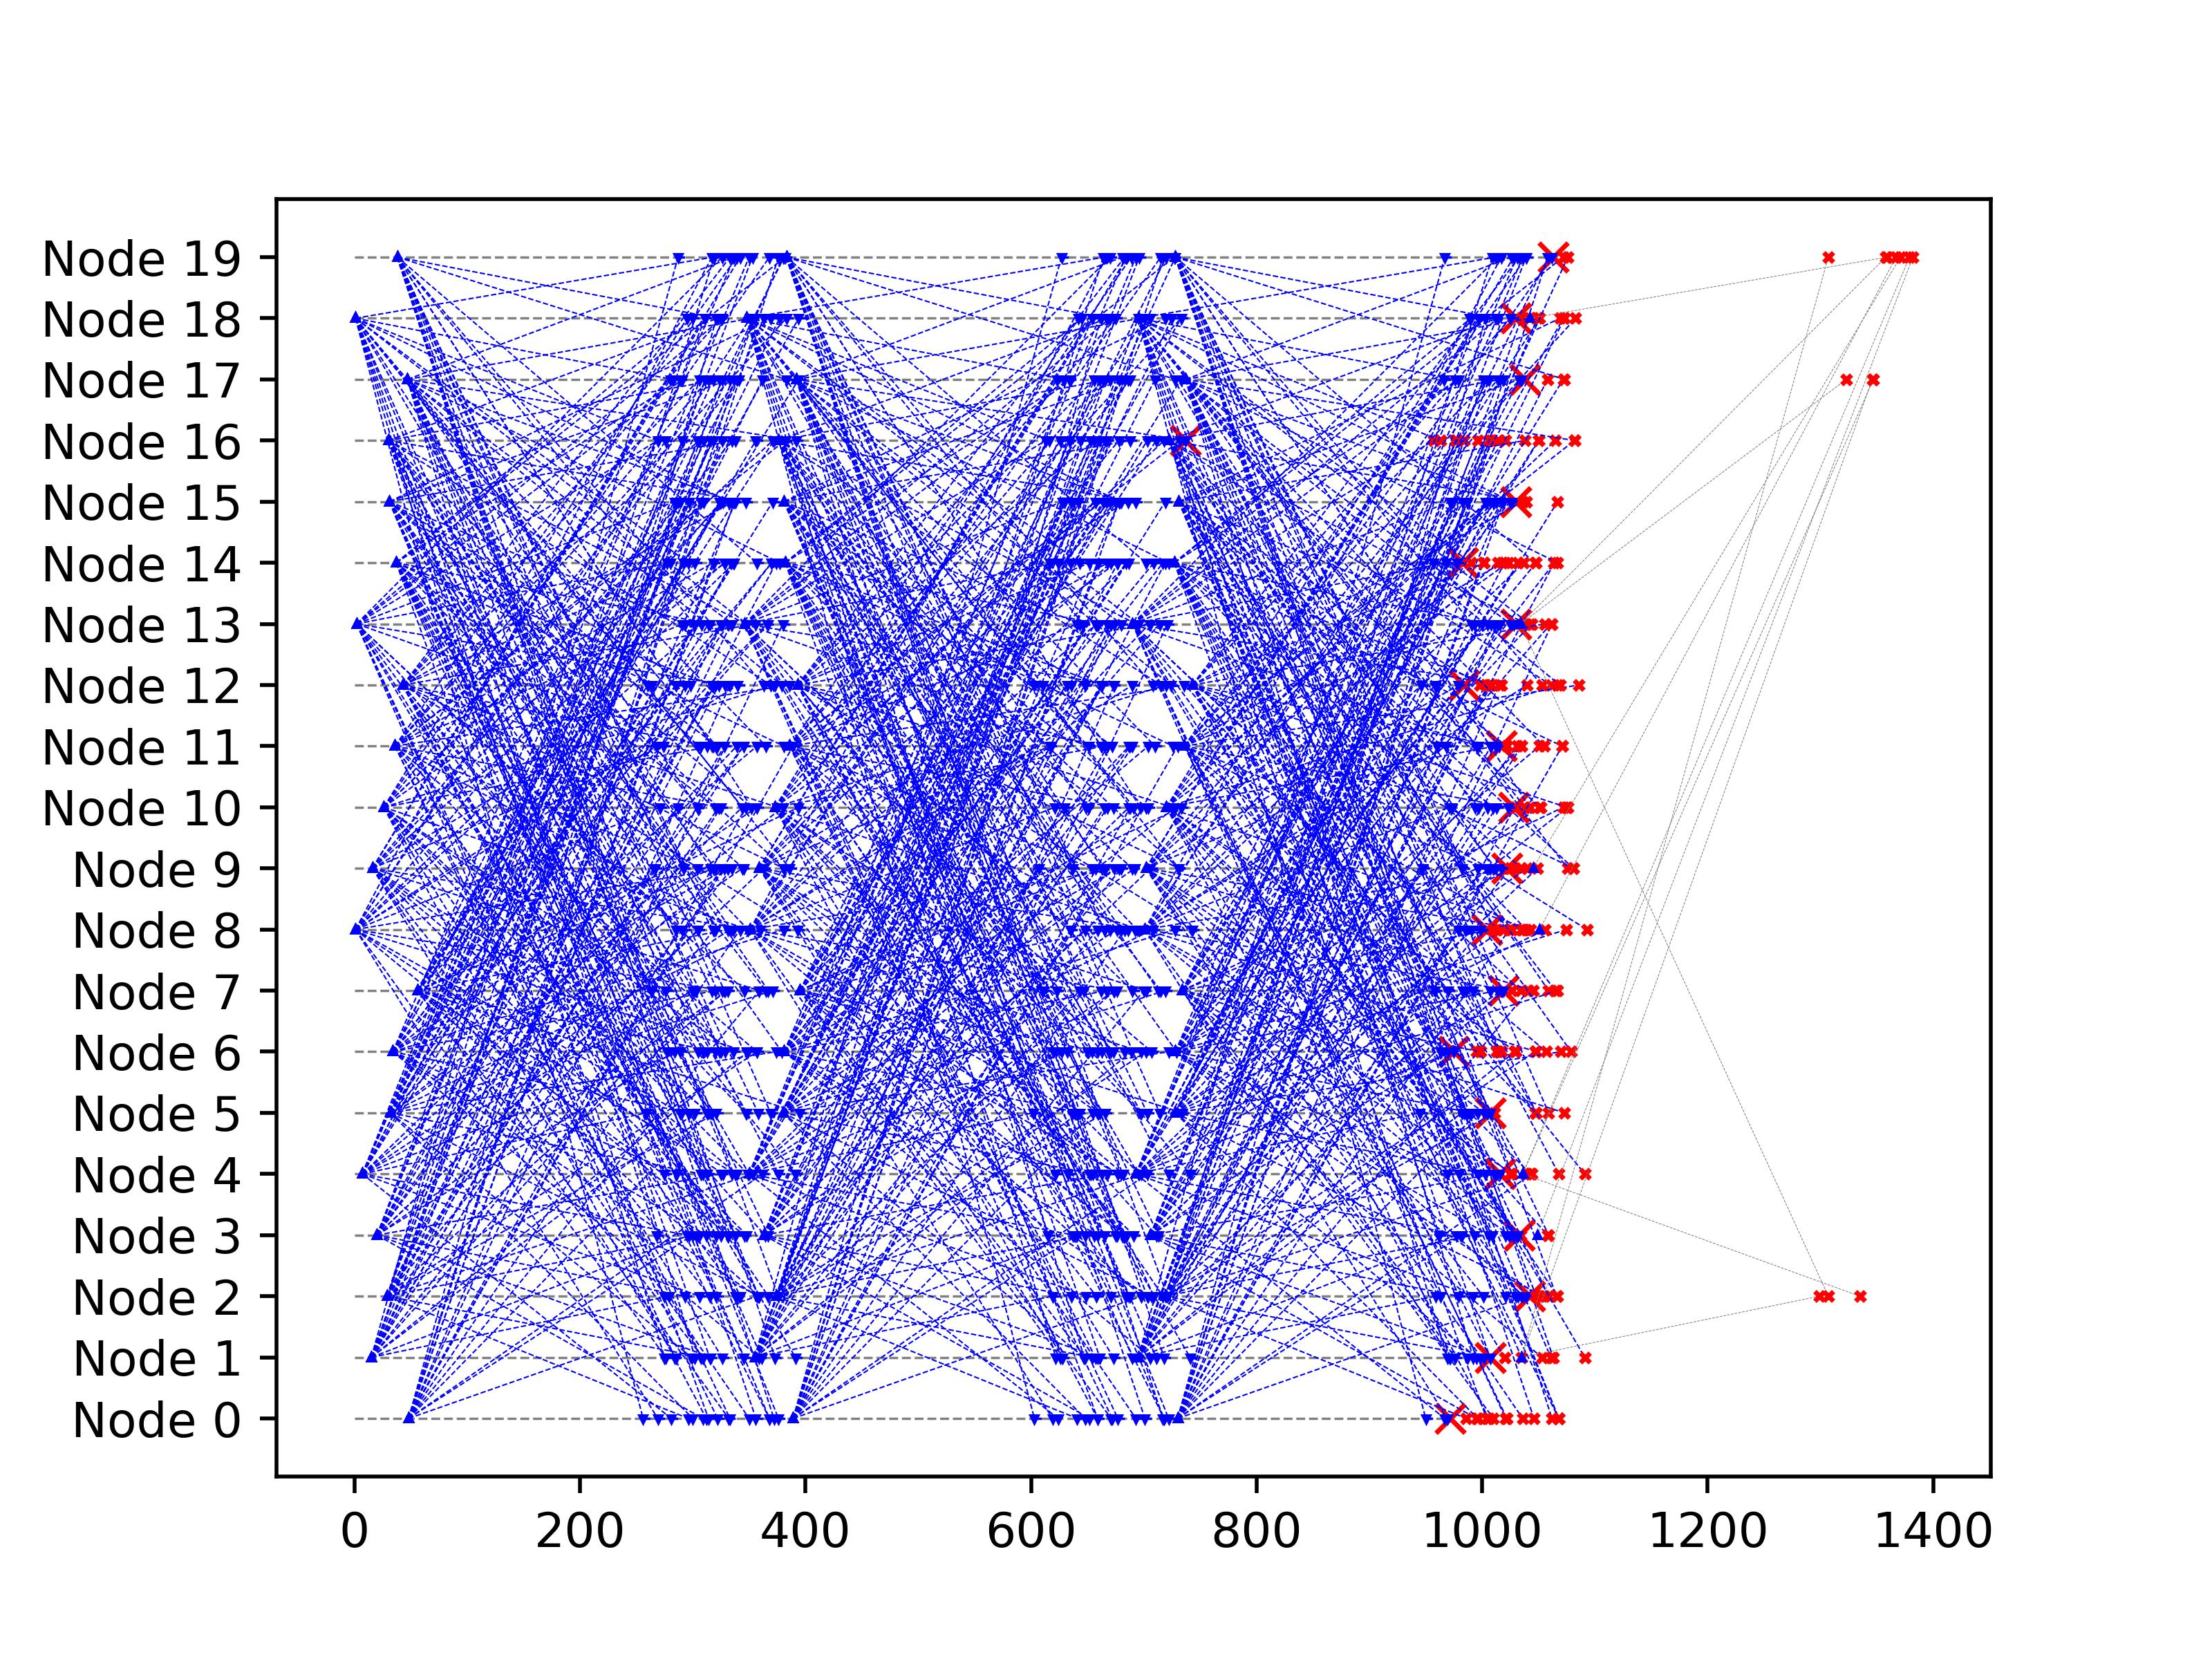 Node 19
Node 18
Node 17
Node 16
Node 15
Node 14
Node 13
Node 12
Node 11
Node 10
Node 9
Node 8
Node 7
Node 6
Node 5
Node 4
Node 3
Node 2
Node 1
Node 0
0 200 400 600 800 1000 1200 1400